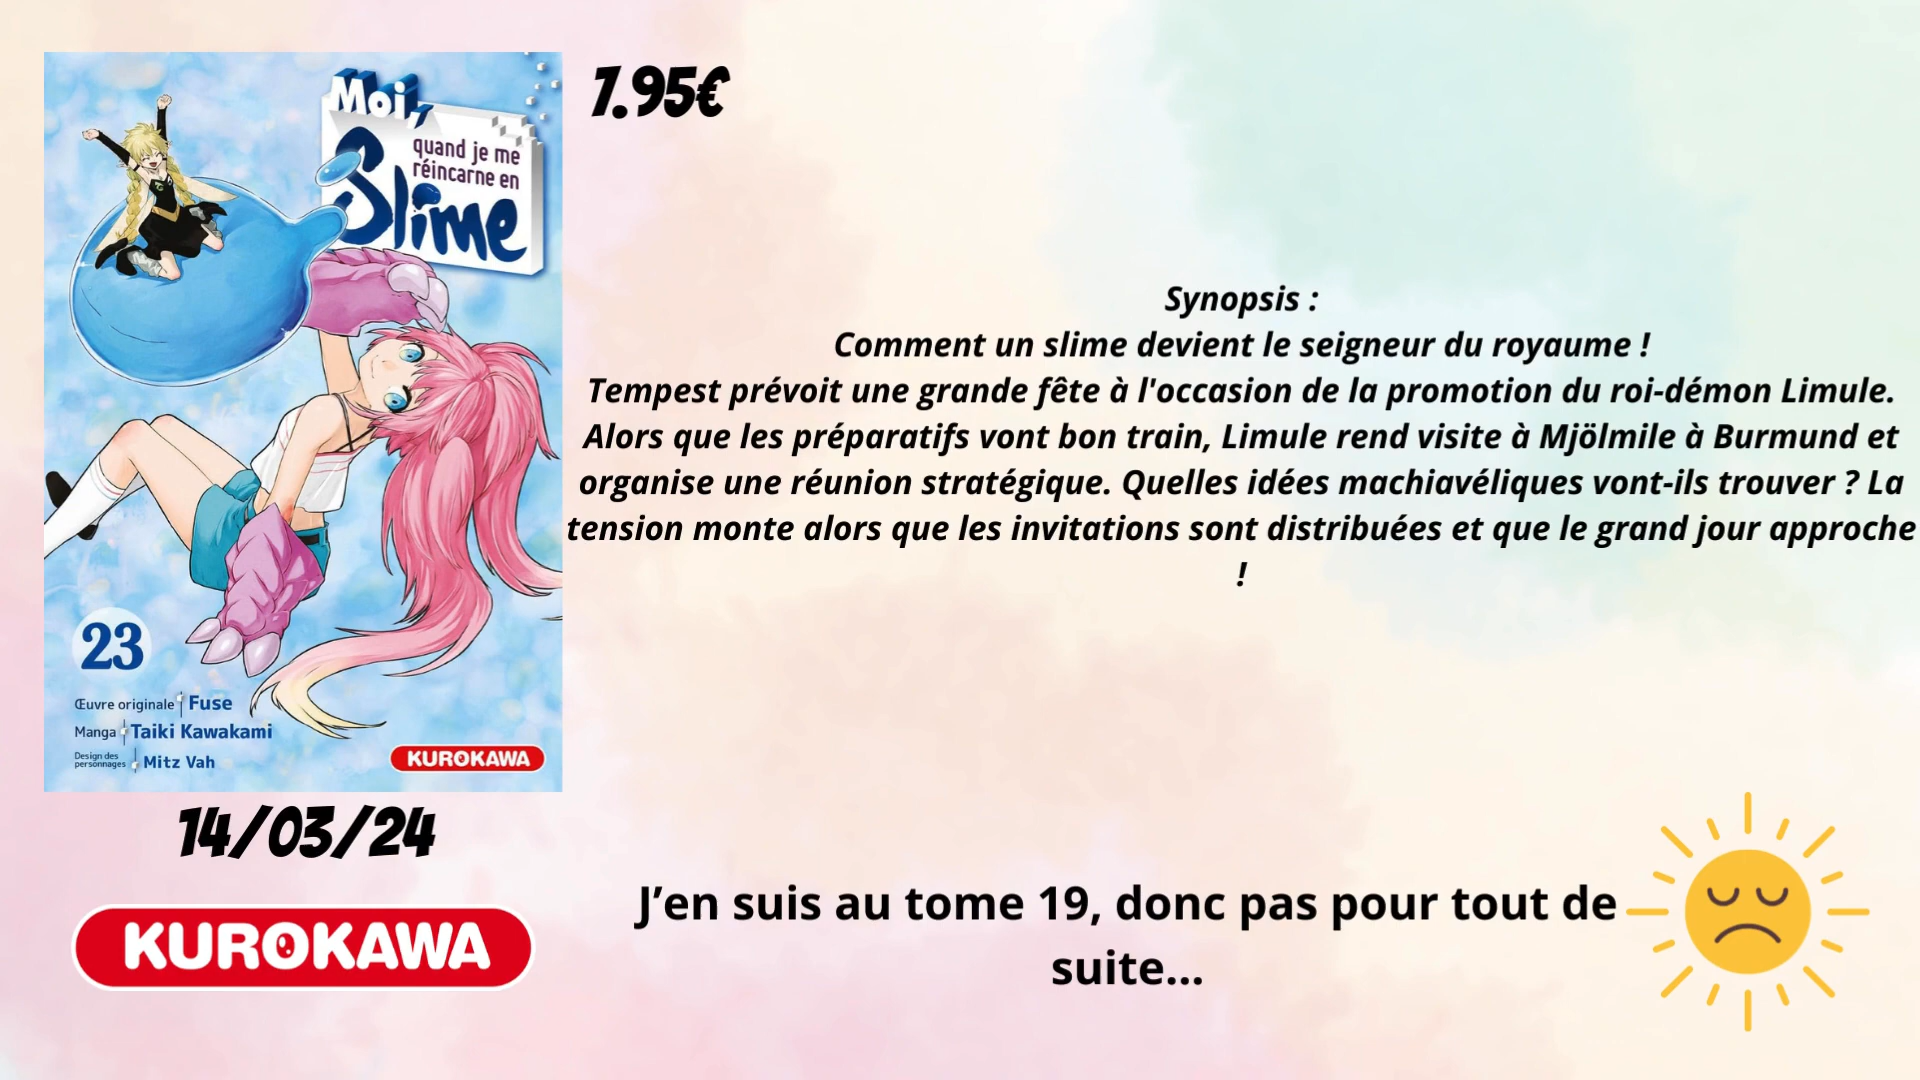 Moi,
quand je me
réincarne en
Slime
23
Œuvre originale Fuse
Manga Taiki Kawakami
Design des
personnages Mitz Vah
KUROKAWA
7.95€
Synopsis :
Comment un slime devient le seigneur du royaume !
Tempest prévoit une grande fête à l'occasion de la promotion du roi-démon Limule.
Alors que les préparatifs vont bon train, Limule rend visite à Mjölmile à Burmund et
organise une réunion stratégique. Quelles idées machiavéliques vont-ils trouver ? La
tension monte alors que les invitations sont distribuées et que le grand jour approche
!
14/03/24
KUROKAWA
J’en suis au tome 19, donc pas pour tout de
suite...